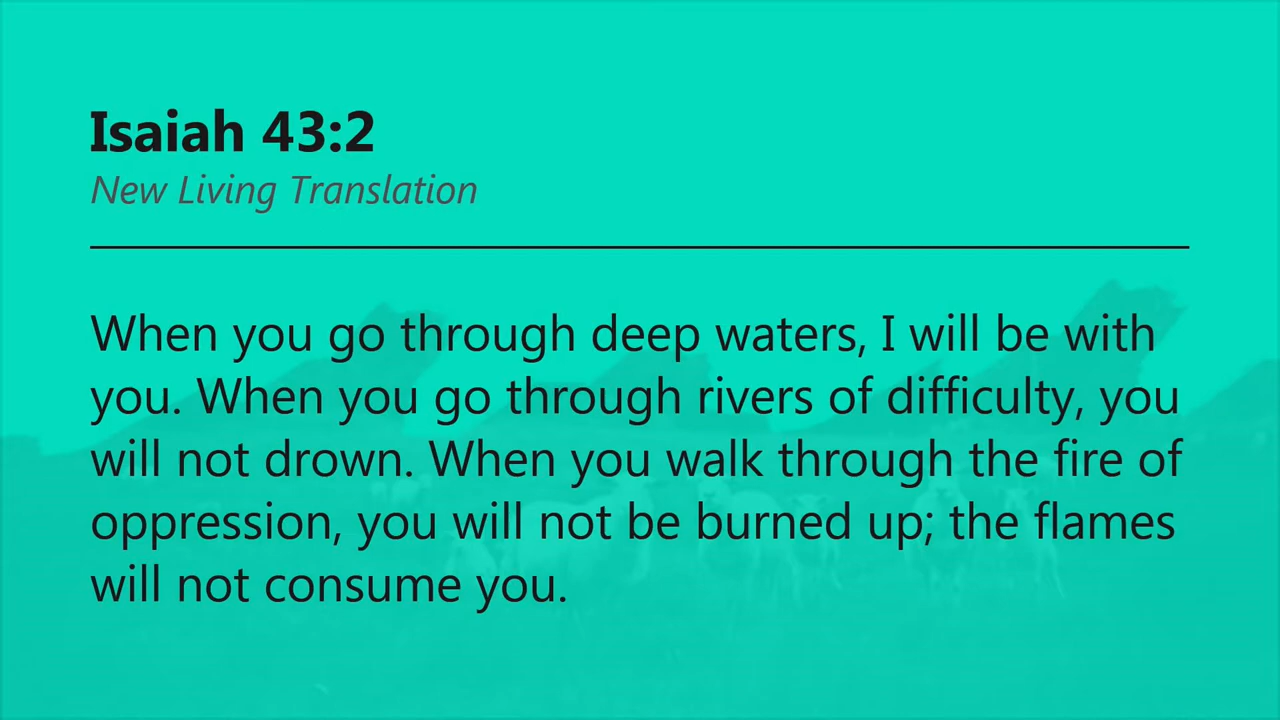 Isaiah 43:2
New Living Translation
When you go through deep waters, I will be with
you. When you go through rivers of difficulty, you
will not drown. When you walk through the fire of
oppression, you will not be burned up; the flames
will not consume you.